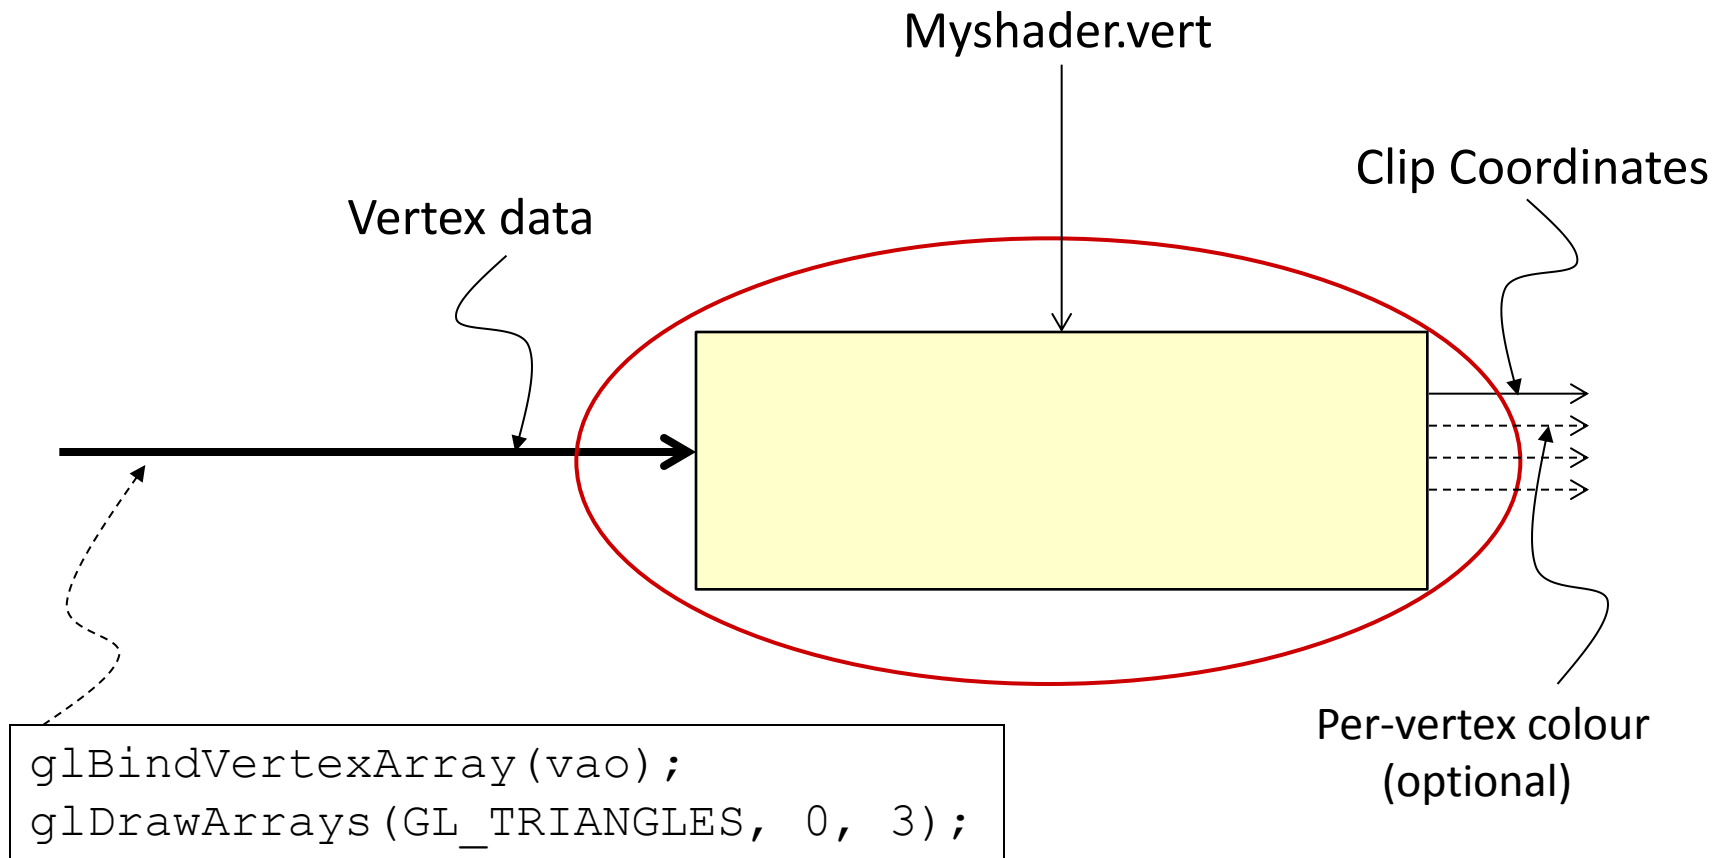 Myshader.vert
Clip Coordinates
Vertex data
Per-vertex colour
(optional)
glBindVertexArray(vao);
glDrawArrays(GL_TRIANGLES, 0, 3);